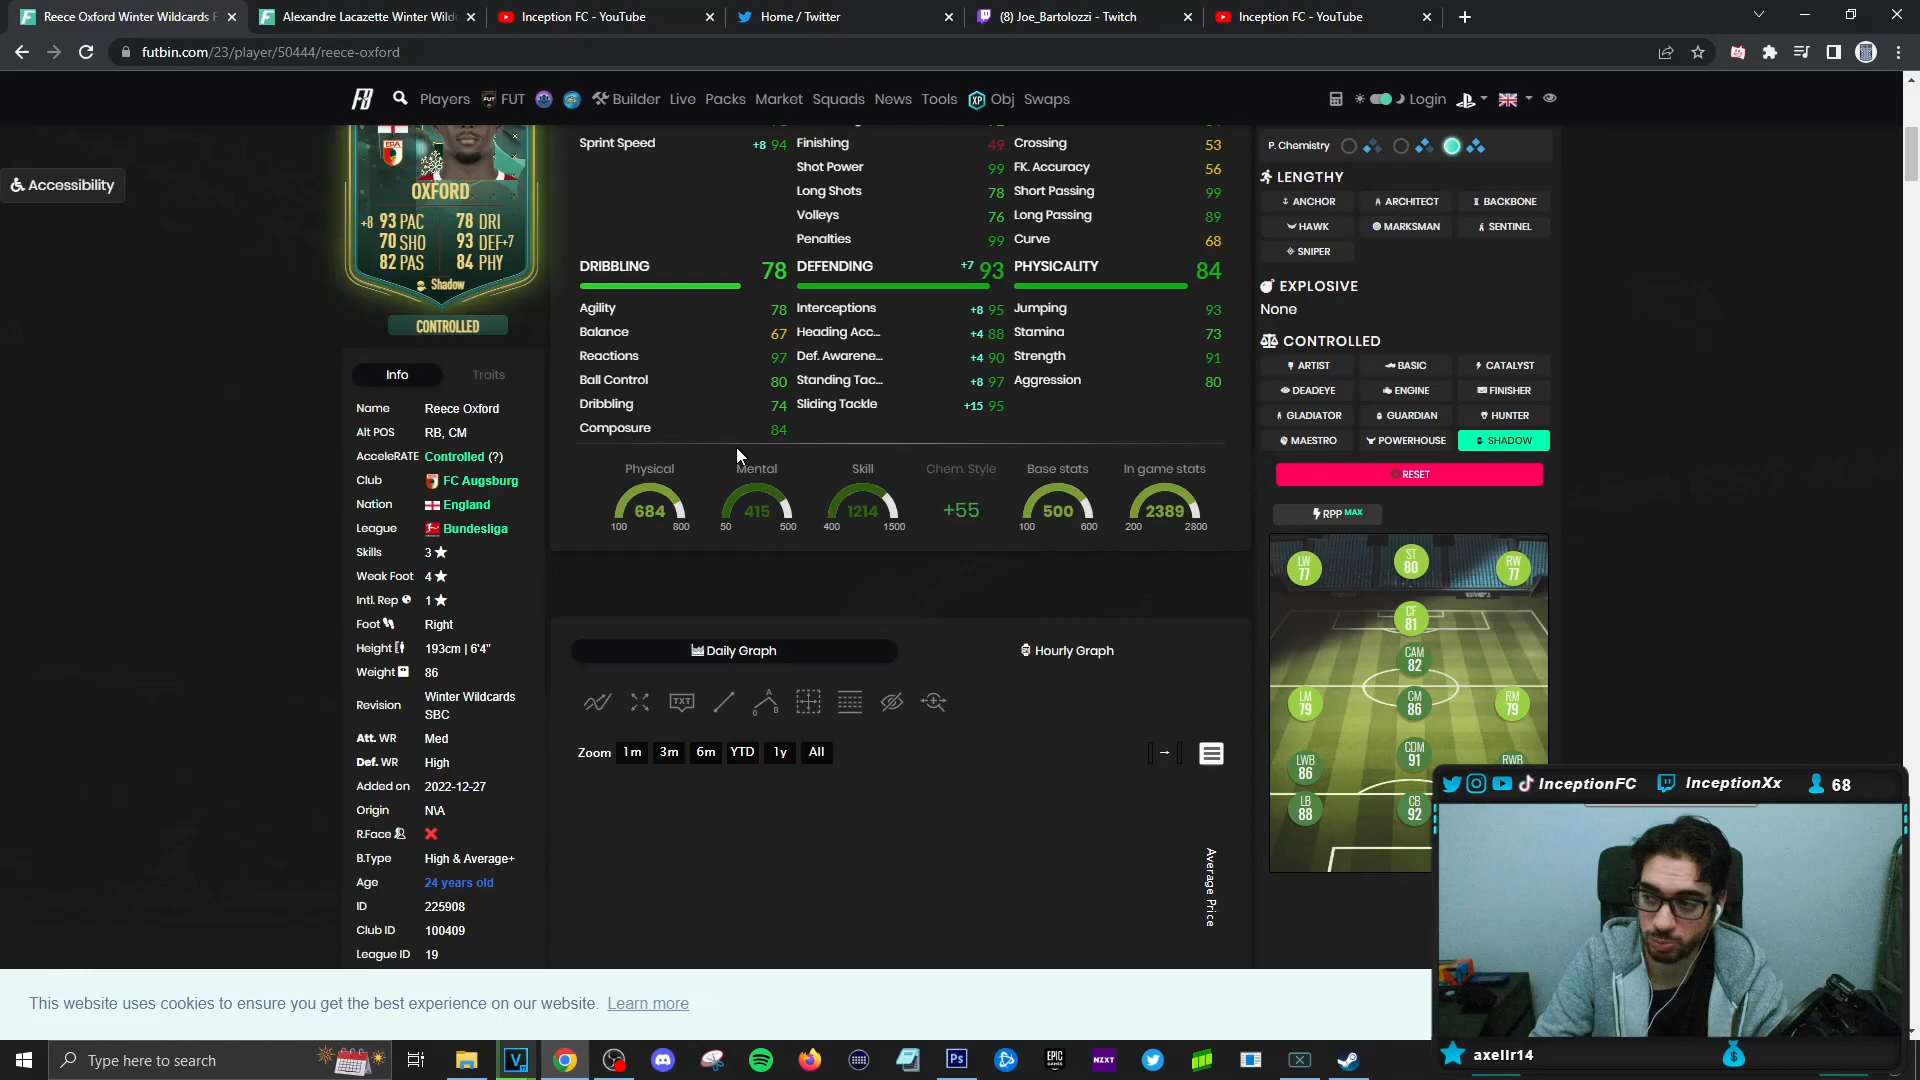 Reece Oxford Winter Wildcards F
Alexandre Lacazette Winter Wild
Inception FC - YouTube
Home / Twitter
(8) Joe_Bartolozzi - Twitch
Inception FC - YouTube
futbin.com/23/player/50444/reece-oxford
Players
FUT
Builder
Live
Packs
Market
Squads
News
Tools
XP Obj
Swaps
Login
Accessibility
OXFORD
+8 93 PAC 78 DRI
70 SHO 93 DEF+7
82 PAS 84 PHY
Shadow
CONTROLLED
Sprint Speed +8 94
Finishing 49
Shot Power 99
Long Shots 78
Volleys 76
Penalties 99
Crossing 53
FK. Accuracy 56
Short Passing 99
Long Passing 89
Curve 68
DRIBBLING 78
Agility 78
Balance 67
Reactions 97
Ball Control 80
Dribbling 74
Composure 84
DEFENDING +7 93
Interceptions +8 95
Heading Acc... +4 88
Def. Awarene... +4 90
Standing Tac... +8 97
Sliding Tackle +15 95
PHYSICALITY 84
Jumping 93
Stamina 73
Strength 91
Aggression 80
Physical
684
100 800
Mental
415
50 500
Skill
1214
400 1500
Chem. Style
+55
Base stats
500
100 600
In game stats
2389
200 2800
P. Chemistry
LENGTHY
ANCHOR
ARCHITECT
BACKBONE
HAWK
MARKSMAN
SENTINEL
SNIPER
EXPLOSIVE
None
CONTROLLED
ARTIST
BASIC
CATALYST
DEADEYE
ENGINE
FINISHER
GLADIATOR
GUARDIAN
HUNTER
MAESTRO
POWERHOUSE
SHADOW
RESET
RPP MAX
LW 77
ST 80
RW 77
CF 81
CAM 82
LM 79
CM 86
RM 79
CDM 91
LWB 86
RWB
LB 88
CB 92
Info
Traits
Name Reece Oxford
Alt POS RB, CM
AcceleRATE Controlled (?)
Club FC Augsburg
Nation England
League Bundesliga
Skills 3
Weak Foot 4
Intl. Rep 1
Foot Right
Height 193cm | 6'4"
Weight 86
Revision Winter Wildcards
SBC
Att. WR Med
Def. WR High
Added on 2022-12-27
Origin N\A
R.Face
B.Type High & Average+
Age 24 years old
ID 225908
Club ID 100409
League ID 19
Daily Graph
Hourly Graph
TXT
Zoom 1m 3m 6m YTD 1y All
Average Price
InceptionFC
InceptionXx
68
axellr14
This website uses cookies to ensure you get the best experience on our website. Learn more
Type here to search
V
Ps
EPIC GAMES
NZXT